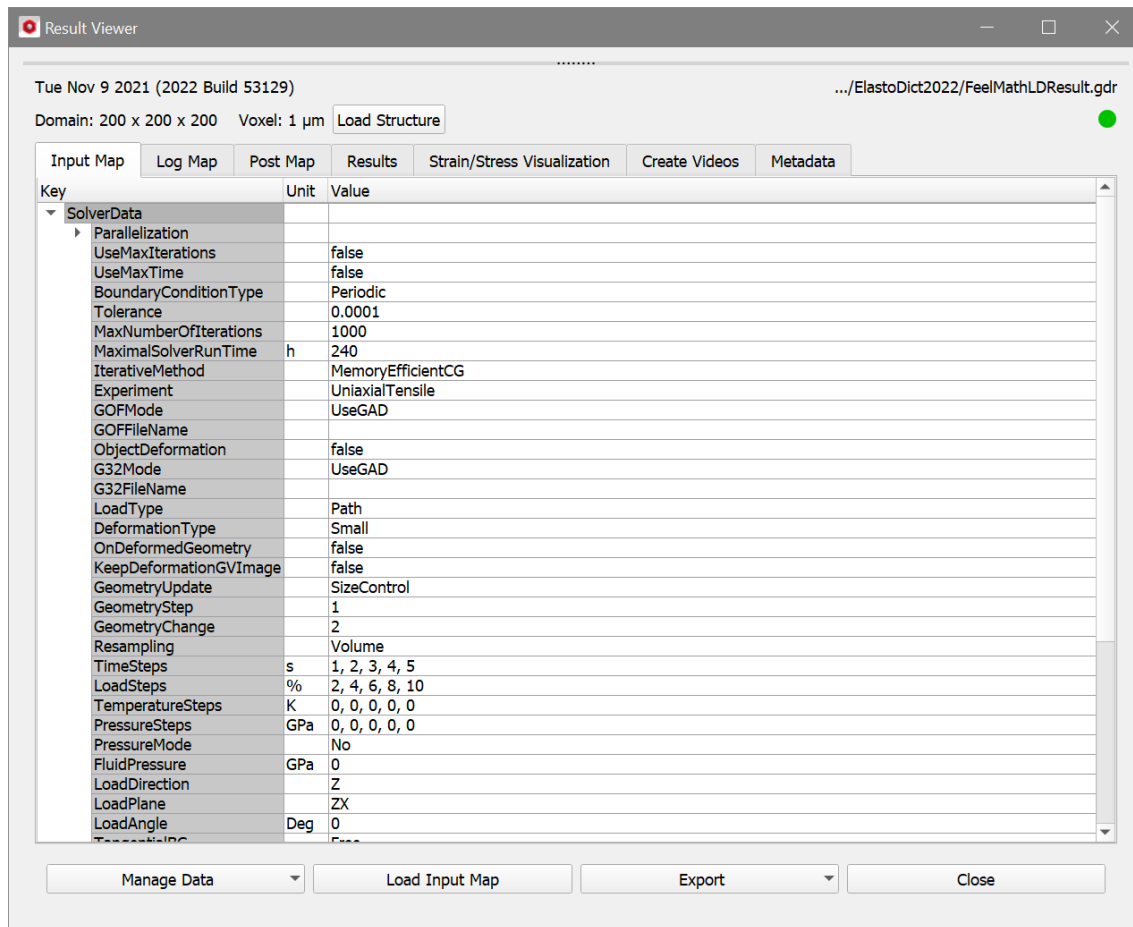 Result Viewer
Tue Nov 9 2021 (2022 Build 53129) .../ElastoDict2022/FeelMathLDResult.gdr
Domain: 200 x 200 x 200 Voxel: 1 µm Load Structure
Input Map Log Map Post Map Results Strain/Stress Visualization Create Videos Metadata
Key Unit Value
SolverData
Parallelization
UseMaxIterations false
UseMaxTime false
BoundaryConditionType Periodic
Tolerance 0.0001
MaxNumberOfIterations 1000
MaximalSolverRunTime h 240
IterativeMethod MemoryEfficientCG
Experiment UniaxialTensile
GOFMode UseGAD
GOFFileName
ObjectDeformation false
G32Mode UseGAD
G32FileName
LoadType Path
DeformationType Small
OnDeformedGeometry false
KeepDeformationGVImage false
GeometryUpdate SizeControl
GeometryStep 1
GeometryChange 2
Resampling Volume
TimeSteps s 1, 2, 3, 4, 5
LoadSteps % 2, 4, 6, 8, 10
TemperatureSteps K 0, 0, 0, 0, 0
PressureSteps GPa 0, 0, 0, 0, 0
PressureMode No
FluidPressure GPa 0
LoadDirection Z
LoadPlane ZX
LoadAngle Deg 0
TangentialBC Free
Manage Data Load Input Map Export Close